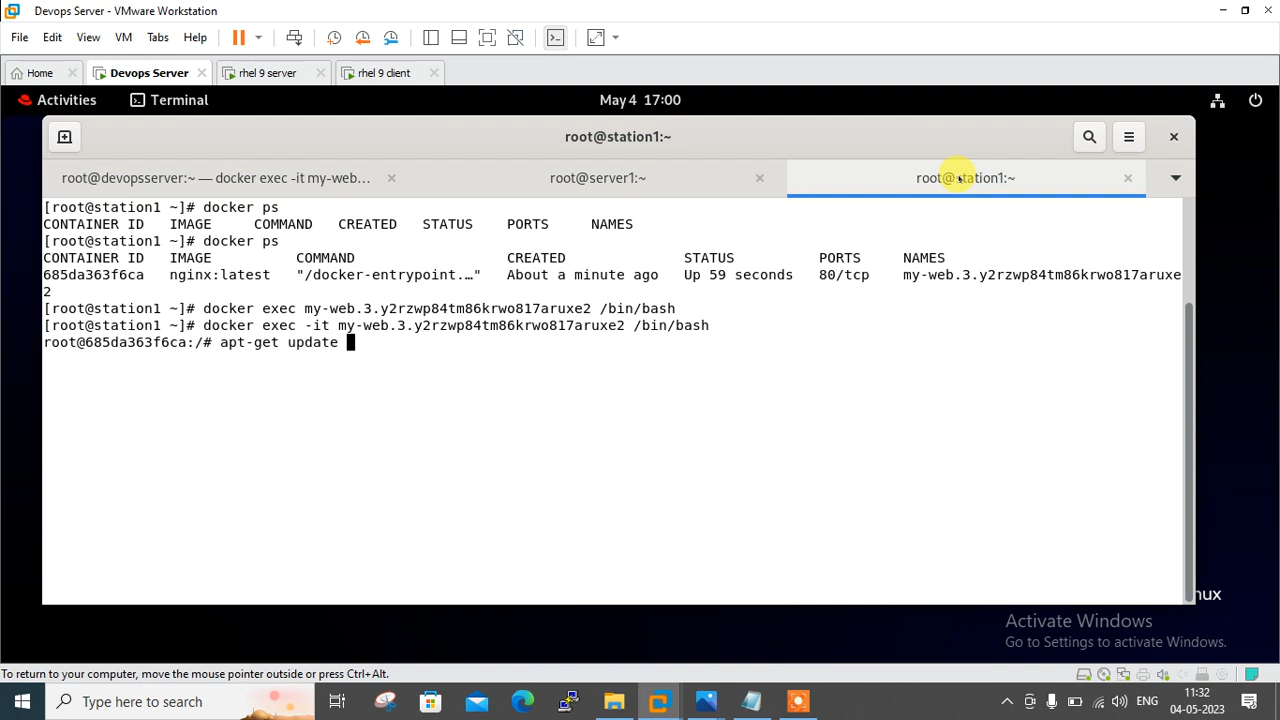 Devops Server - VMware Workstation
File Edit View VM Tabs Help
Home Devops Server rhel 9 server rhel 9 client
Activities Terminal May 4 17:00
root@station1:~
root@devopsserver:~ — docker exec -it my-web... root@server1:~ root@station1:~
[root@station1 ~]# docker ps
CONTAINER ID IMAGE COMMAND CREATED STATUS PORTS NAMES
[root@station1 ~]# docker ps
CONTAINER ID IMAGE COMMAND CREATED STATUS PORTS NAMES
685da363f6ca nginx:latest "/docker-entrypoint.…" About a minute ago Up 59 seconds 80/tcp my-web.3.y2rzwp84tm86krwo817aruxe
2
[root@station1 ~]# docker exec my-web.3.y2rzwp84tm86krwo817aruxe2 /bin/bash
[root@station1 ~]# docker exec -it my-web.3.y2rzwp84tm86krwo817aruxe2 /bin/bash
root@685da363f6ca:/# apt-get update
nux
Activate Windows
Go to Settings to activate Windows.
To return to your computer, move the mouse pointer outside or press Ctrl+Alt.
Type here to search
ENG
11:32
04-05-2023